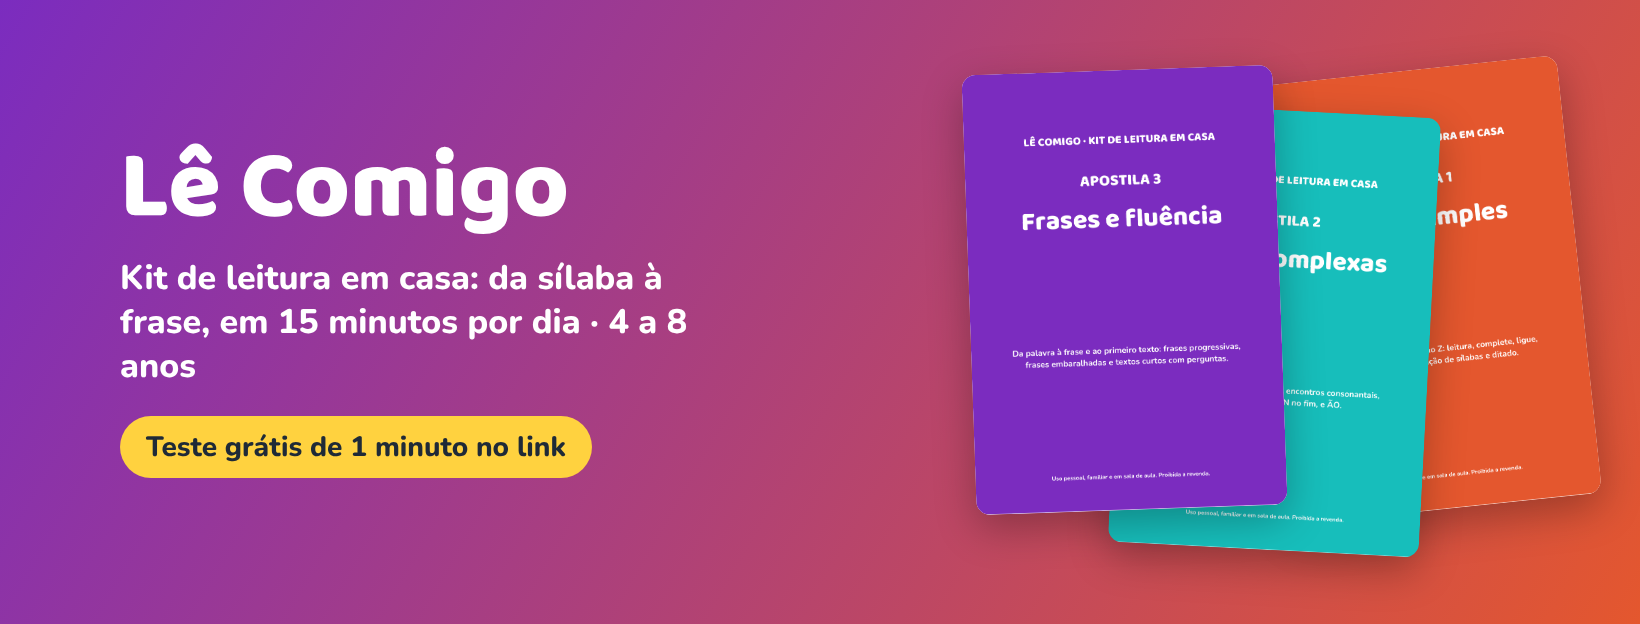 Lê Comigo
Kit de leitura em casa: da sílaba à
frase, em 15 minutos por dia · 4 a 8
anos
Teste grátis de 1 minuto no link
LÊ COMIGO · KIT DE LEITURA EM CASA
APOSTILA 3
Frases e fluência
Da palavra à frase e ao primeiro texto: frases progressivas,
frases embaralhadas e textos curtos com perguntas.
Uso pessoal, familiar e em sala de aula. Proibida a revenda.
DE LEITURA EM CASA
TILA 2
omplexas
encontros consonantais,
N no fim, e ÃO.
Uso pessoal, familiar e em sala de aula. Proibida a revenda.
RA EM CASA
A 1
mples
ao Z: leitura, complete, ligue,
ção de sílabas e ditado.
e em sala de aula. Proibida a revenda.